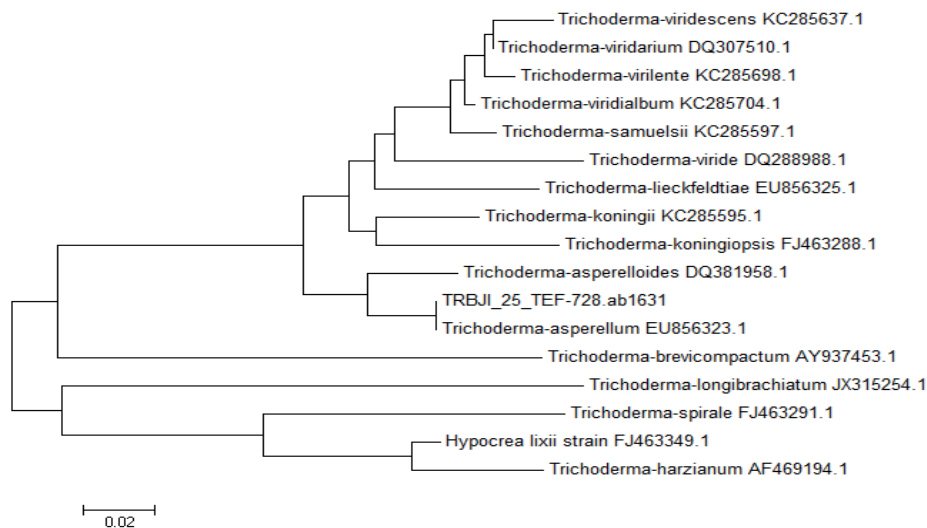 Trichoderma-viridescens KC285637.1
Trichoderma-viridarium DQ307510.1
Trichoderma-virilente KC285698.1
Trichoderma-viridialbum KC285704.1
Trichoderma-samuelsii KC285597.1
Trichoderma-viride DQ288988.1
Trichoderma-lieckfeldtiae EU856325.1
Trichoderma-koningii KC285595.1
Trichoderma-koningiopsis FJ463288.1
Trichoderma-asperelloides DQ381958.1
TRBJI_25_TEF-728.ab1631
Trichoderma-asperellum EU856323.1
Trichoderma-brevicompactum AY937453.1
Trichoderma-longibrachiatum JX315254.1
Trichoderma-spirale FJ463291.1
Hypocrea lixii strain FJ463349.1
Trichoderma-harzianum AF469194.1
0.02